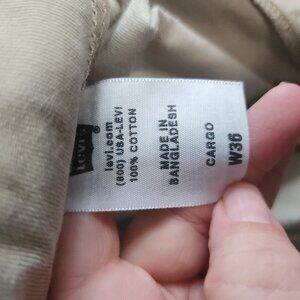 Levi's®
levi.com
(800) USA-LEVI
100% COTTON
MADE IN
BANGLADESH
CARGO
W36